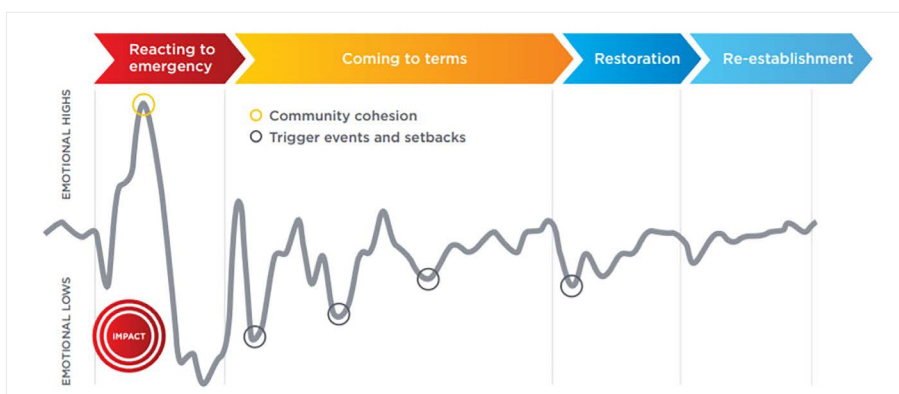 Reacting to
emergency
Coming to terms
Restoration
Re-establishment
EMOTIONAL HIGHS
Community cohesion
Trigger events and setbacks
EMOTIONAL LOWS
IMPACT